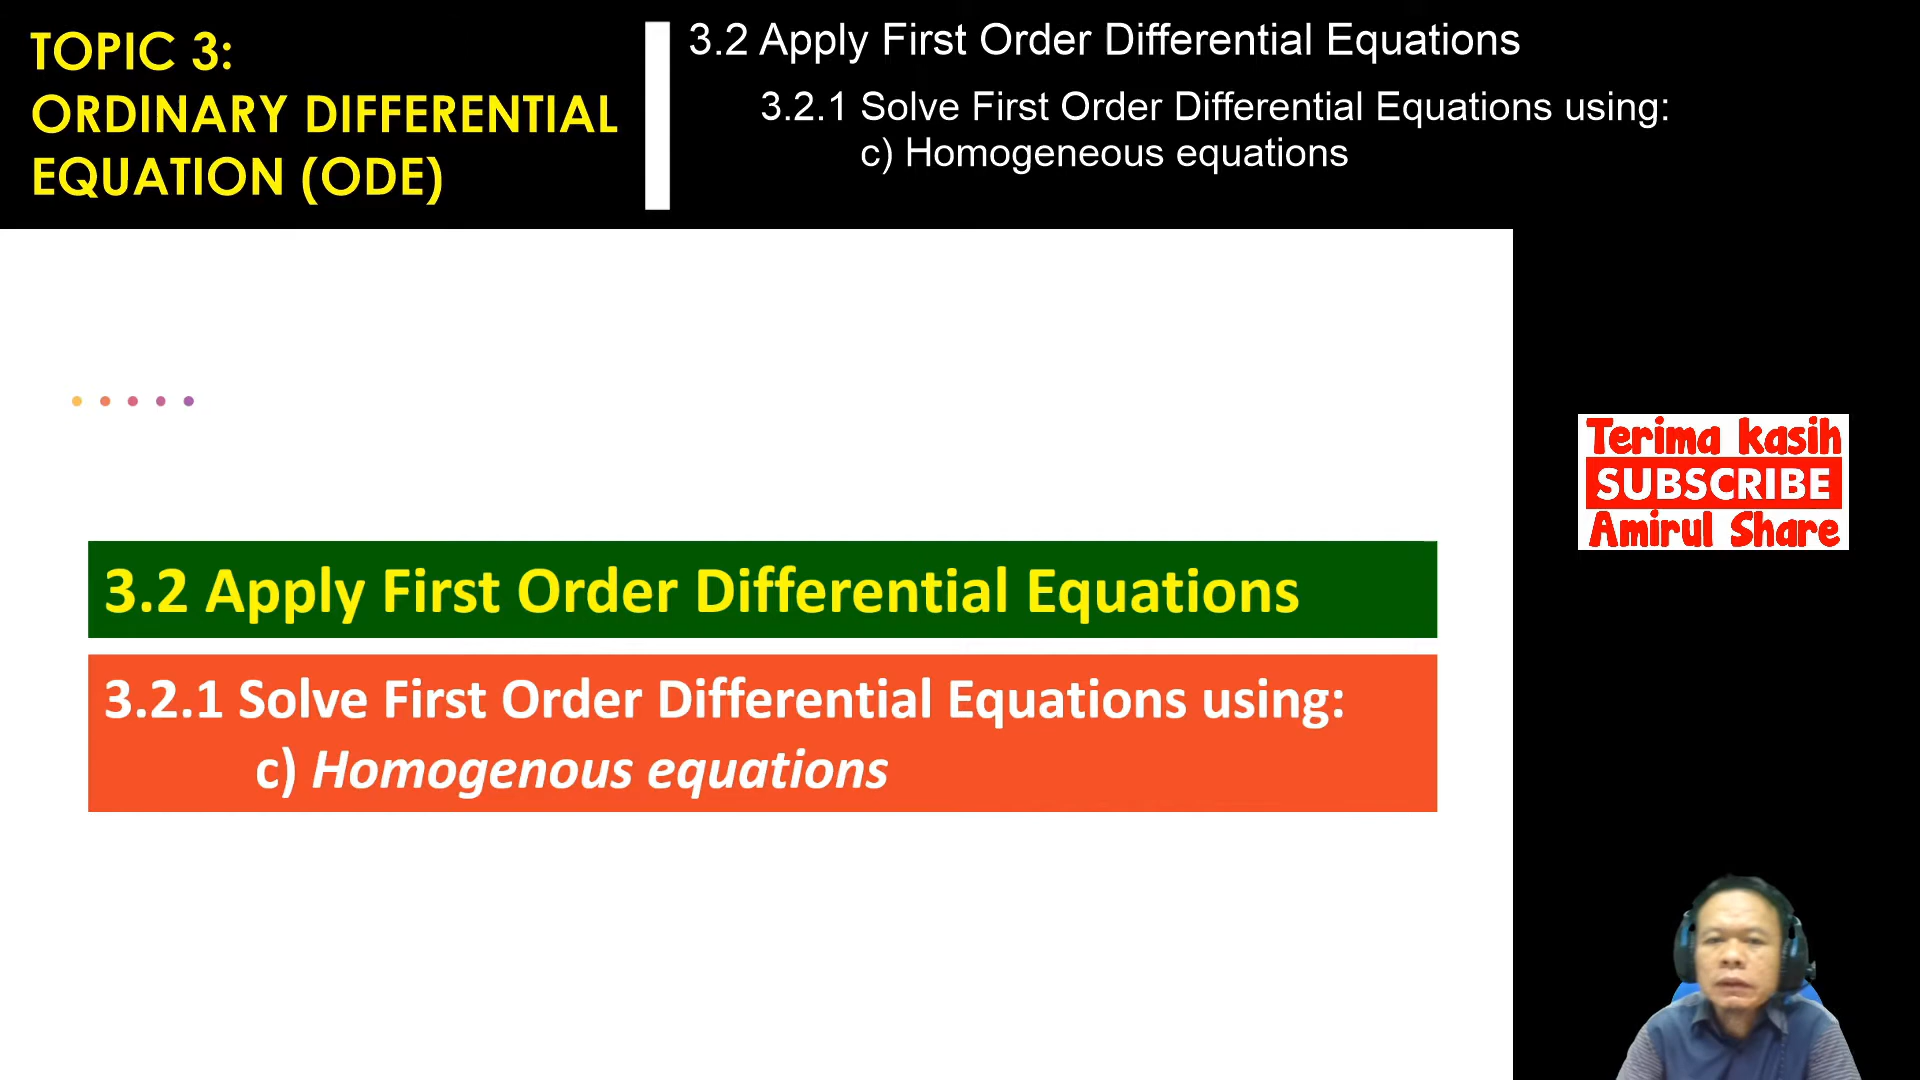 TOPIC 3:
ORDINARY DIFFERENTIAL
EQUATION (ODE)
3.2 Apply First Order Differential Equations
3.2.1 Solve First Order Differential Equations using:
c) Homogeneous equations
Terima kasih
SUBSCRIBE
Amirul Share
3.2 Apply First Order Differential Equations
3.2.1 Solve First Order Differential Equations using:
c) Homogenous equations